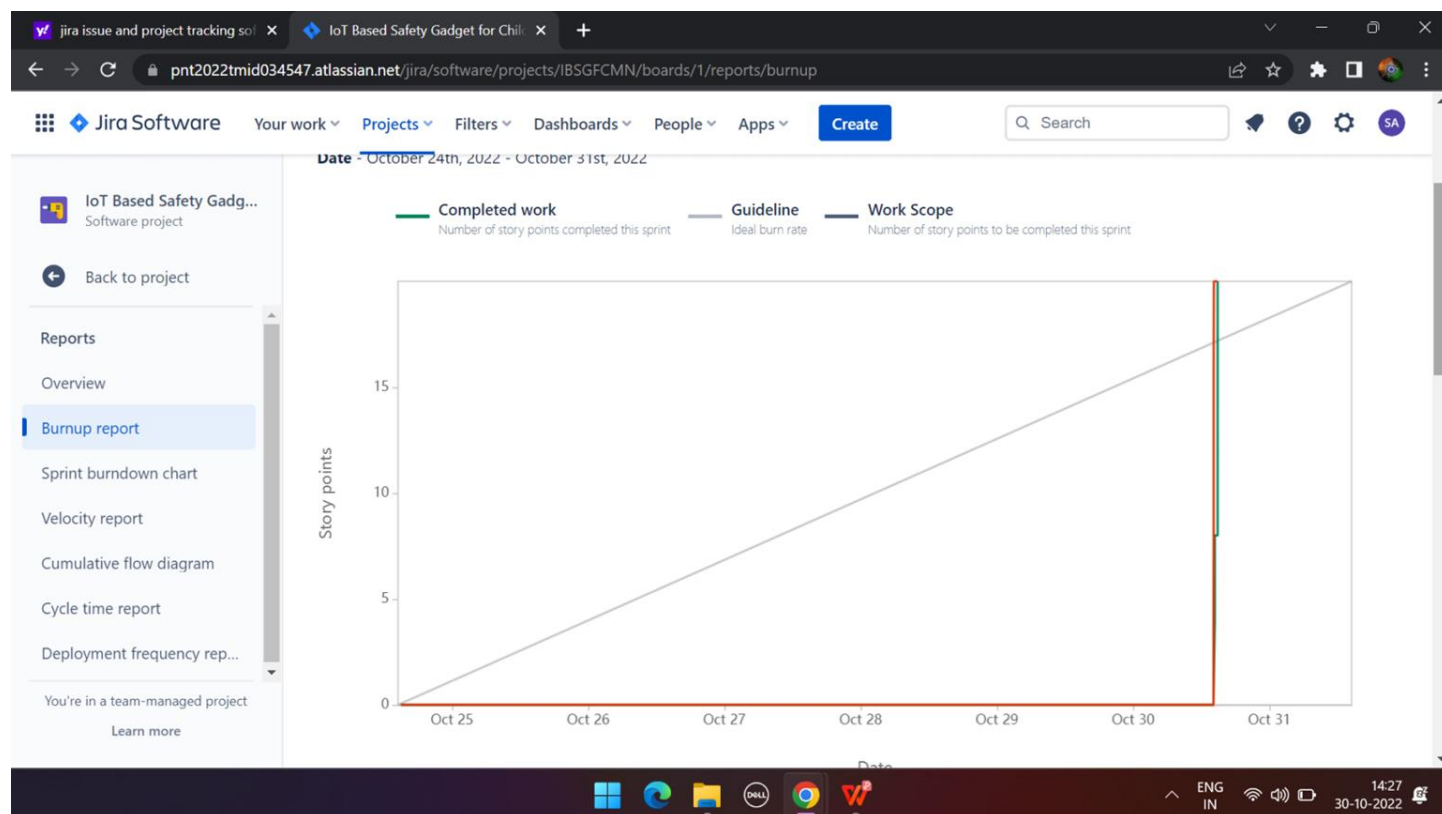 jira issue and project tracking sof
IoT Based Safety Gadget for Chil
pnt2022tmid034547.atlassian.net/jira/software/projects/IBSGFCMN/boards/1/reports/burnup
Jira Software Your work Projects Filters Dashboards People Apps Create Search SA
Date - October 24th, 2022 - October 31st, 2022
IoT Based Safety Gadg...
Software project
Back to project
Reports
Overview
Burnup report
Sprint burndown chart
Velocity report
Cumulative flow diagram
Cycle time report
Deployment frequency rep...
You're in a team-managed project
Learn more
Completed work
Number of story points completed this sprint
Guideline
Ideal burn rate
Work Scope
Number of story points to be completed this sprint
Story points
15
10
5
0
Oct 25 Oct 26 Oct 27 Oct 28 Oct 29 Oct 30 Oct 31
Date
DELL
ENG
IN
14:27
30-10-2022